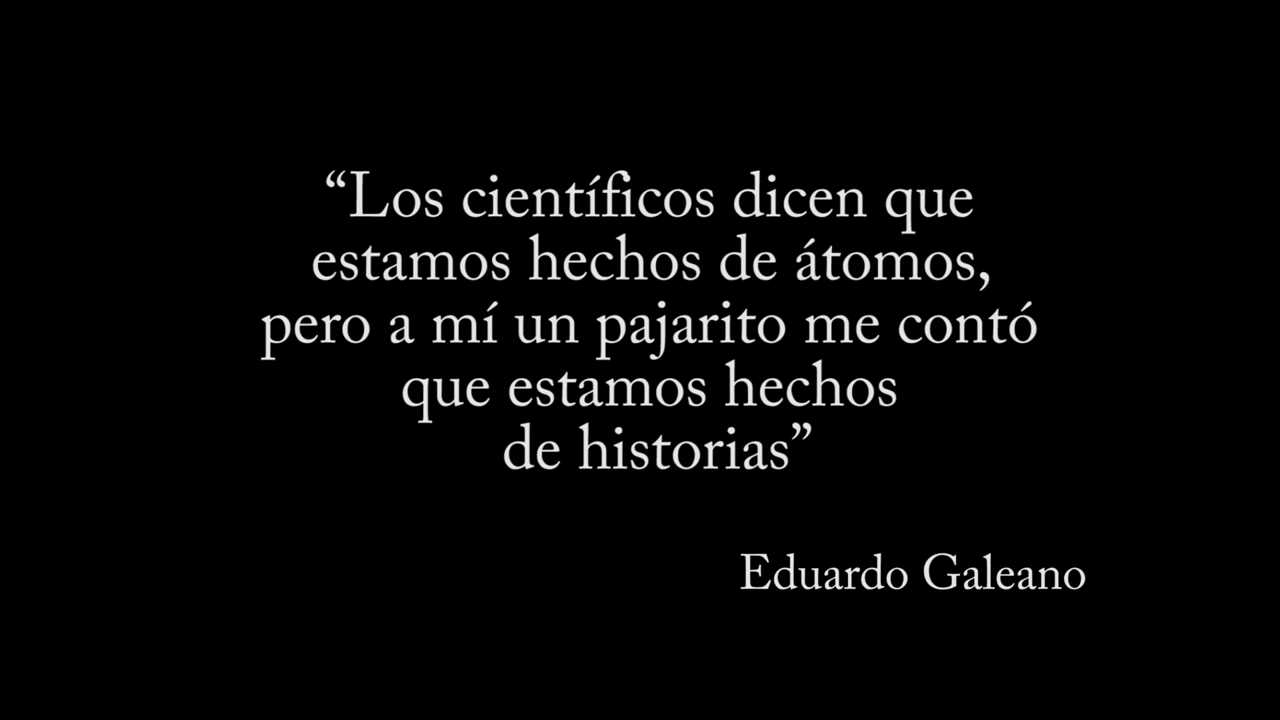 “Los científicos dicen que
estamos hechos de átomos,
pero a mí un pajarito me contó
que estamos hechos
de historias”
Eduardo Galeano